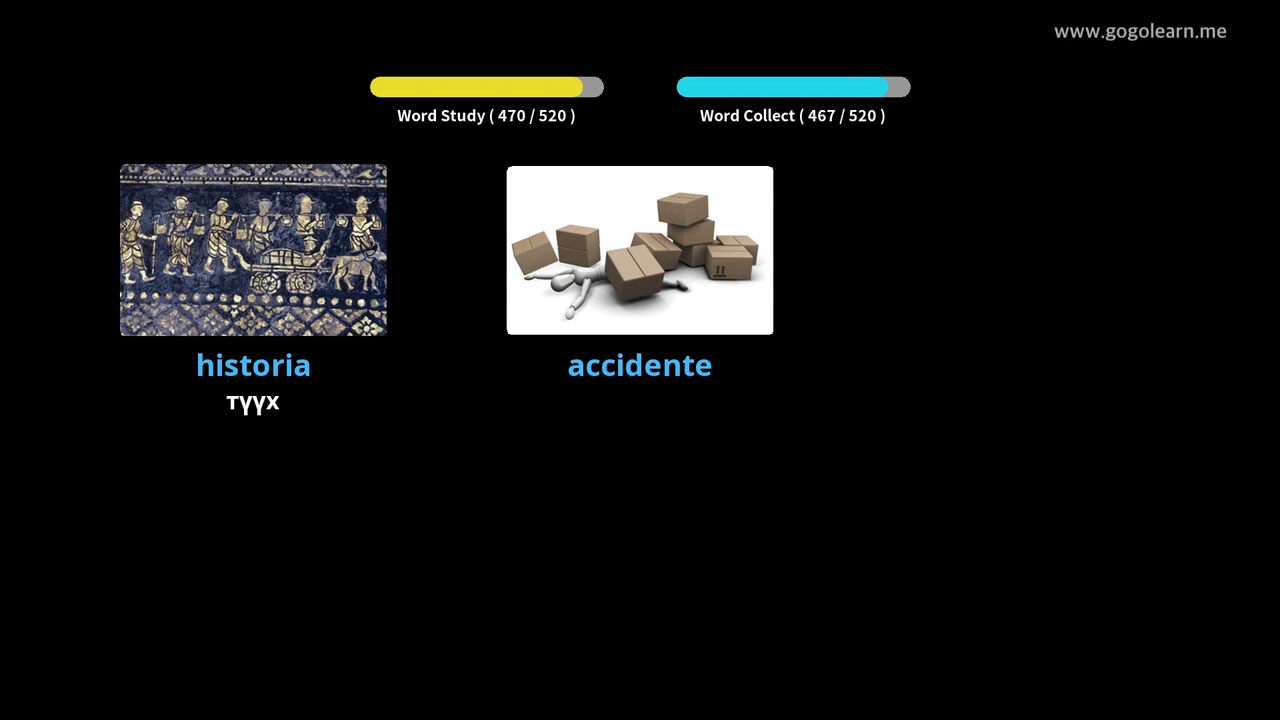 www.gogolearn.me
Word Study ( 470 / 520 )
Word Collect ( 467 / 520 )
historia
түүх
accidente